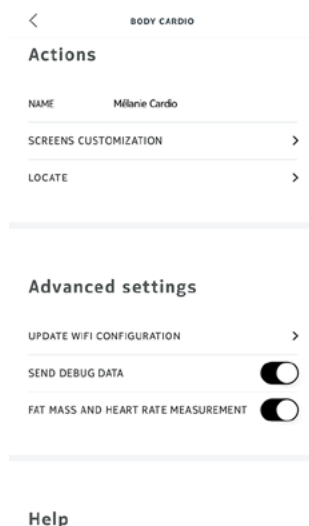 BODY CARDIO
Actions
NAME Mélanie Cardio
SCREENS CUSTOMIZATION
LOCATE
Advanced settings
UPDATE WIFI CONFIGURATION
SEND DEBUG DATA
FAT MASS AND HEART RATE MEASUREMENT
Help